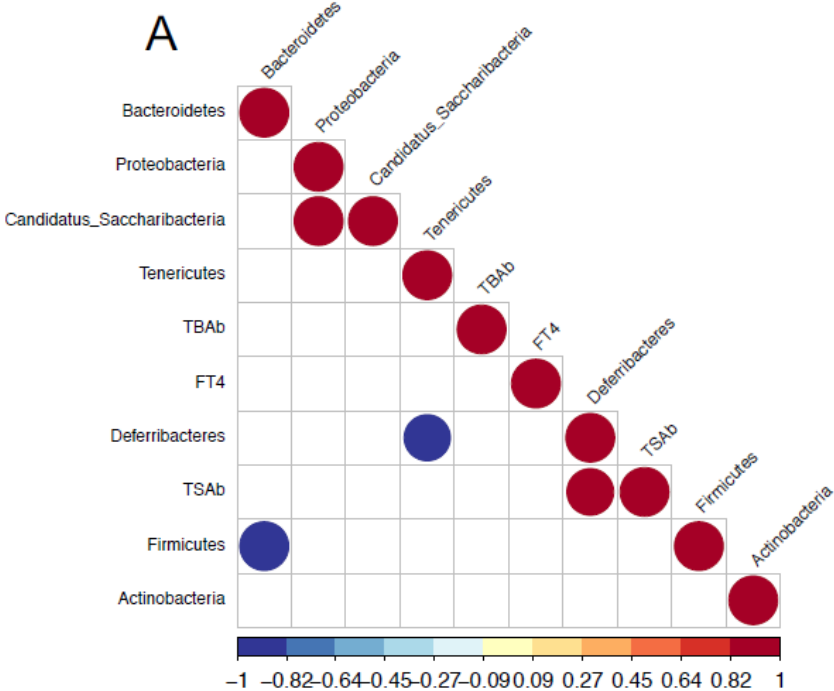 A
Bacteroidetes
Proteobacteria
Candidatus_Saccharibacteria
Tenericutes
TBAb
FT4
Deferribacteres
TSAb
Firmicutes
Actinobacteria
Bacteroidetes
Proteobacteria
Candidatus_Saccharibacteria
Tenericutes
TBAb
FT4
Deferribacteres
TSAb
Firmicutes
Actinobacteria
−1 −0.82−0.64−0.45−0.27−0.09 0.09 0.27 0.45 0.64 0.82 1